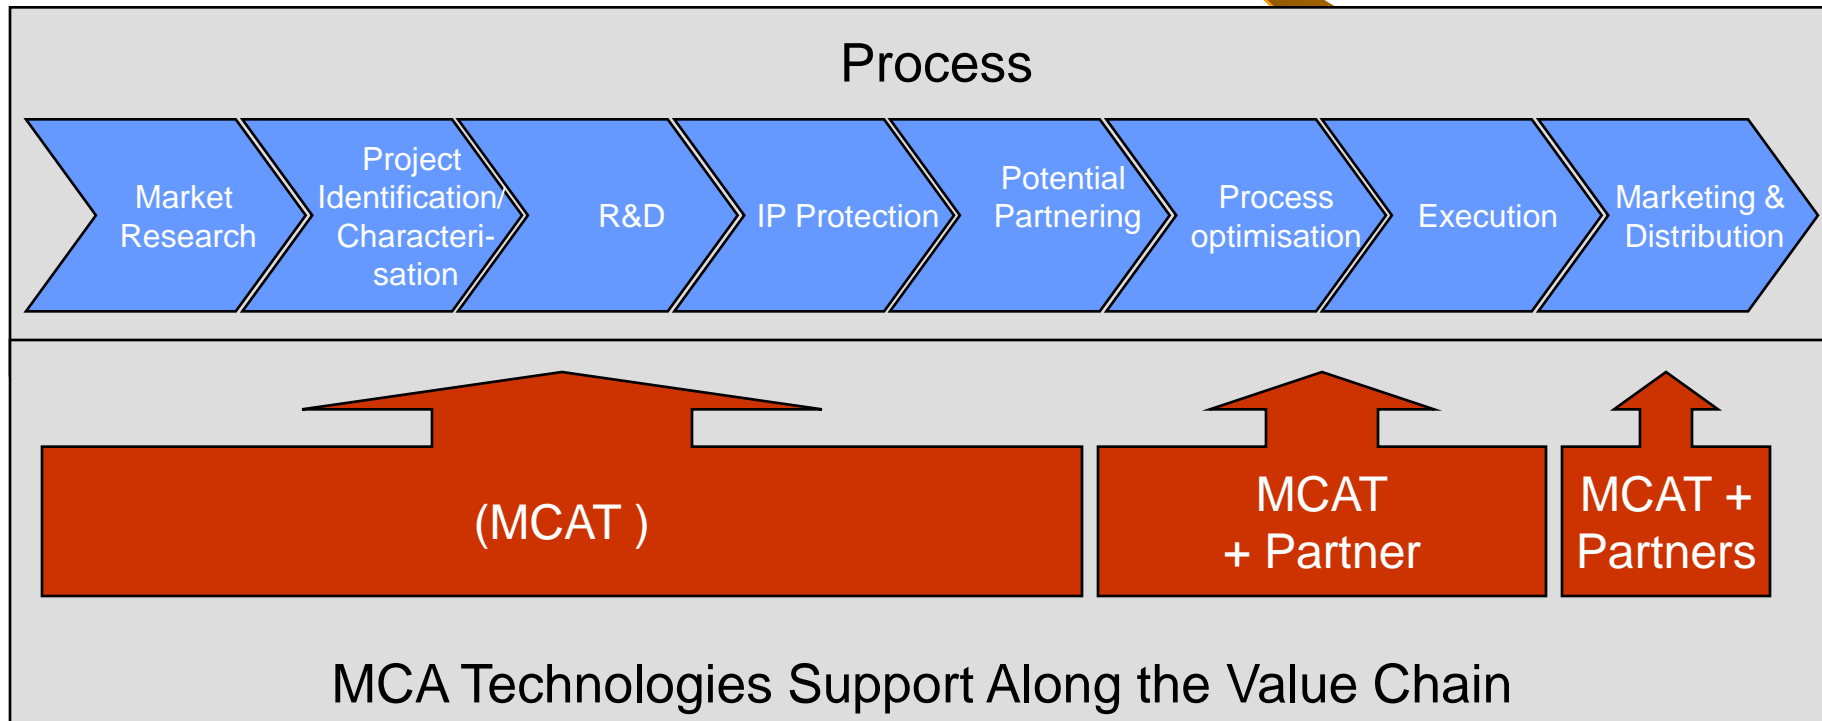 Process
Market
Research
Project
Identification/
Characteri-
sation
R&D
IP Protection
Potential
Partnering
Process
optimisation
Execution
Marketing &
Distribution
(MCAT )
MCAT
+ Partner
MCAT +
Partners
MCA Technologies Support Along the Value Chain